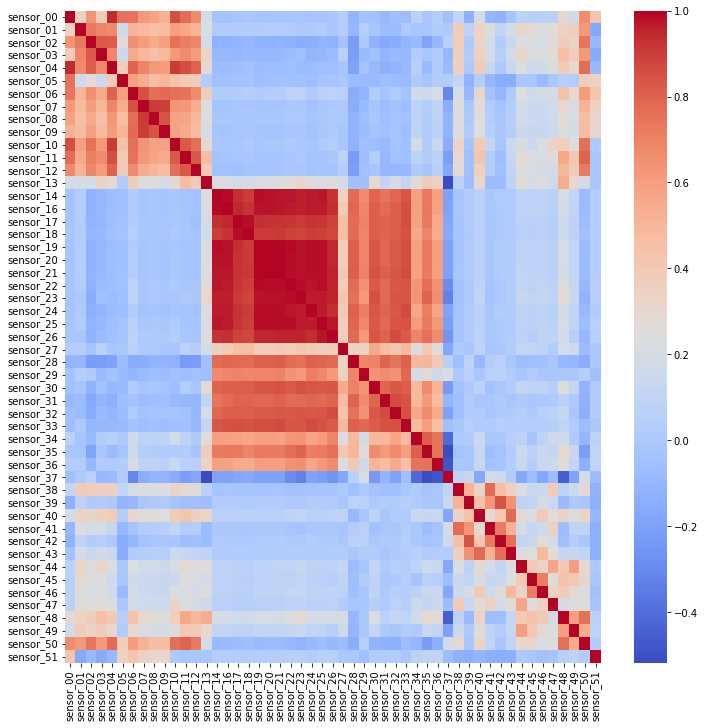 sensor_00
sensor_01
sensor_02
sensor_03
sensor_04
sensor_05
sensor_06
sensor_07
sensor_08
sensor_09
sensor_10
sensor_11
sensor_12
sensor_13
sensor_14
sensor_16
sensor_17
sensor_18
sensor_19
sensor_20
sensor_21
sensor_22
sensor_23
sensor_24
sensor_25
sensor_26
sensor_27
sensor_28
sensor_29
sensor_30
sensor_31
sensor_32
sensor_33
sensor_34
sensor_35
sensor_36
sensor_37
sensor_38
sensor_39
sensor_40
sensor_41
sensor_42
sensor_43
sensor_44
sensor_45
sensor_46
sensor_47
sensor_48
sensor_49
sensor_50
sensor_51
sensor_00
sensor_01
sensor_02
sensor_03
sensor_04
sensor_05
sensor_06
sensor_07
sensor_08
sensor_09
sensor_10
sensor_11
sensor_12
sensor_13
sensor_14
sensor_16
sensor_17
sensor_18
sensor_19
sensor_20
sensor_21
sensor_22
sensor_23
sensor_24
sensor_25
sensor_26
sensor_27
sensor_28
sensor_29
sensor_30
sensor_31
sensor_32
sensor_33
sensor_34
sensor_35
sensor_36
sensor_37
sensor_38
sensor_39
sensor_40
sensor_41
sensor_42
sensor_43
sensor_44
sensor_45
sensor_46
sensor_47
sensor_48
sensor_49
sensor_50
sensor_51
1.0
0.8
0.6
0.4
0.2
0.0
−0.2
−0.4